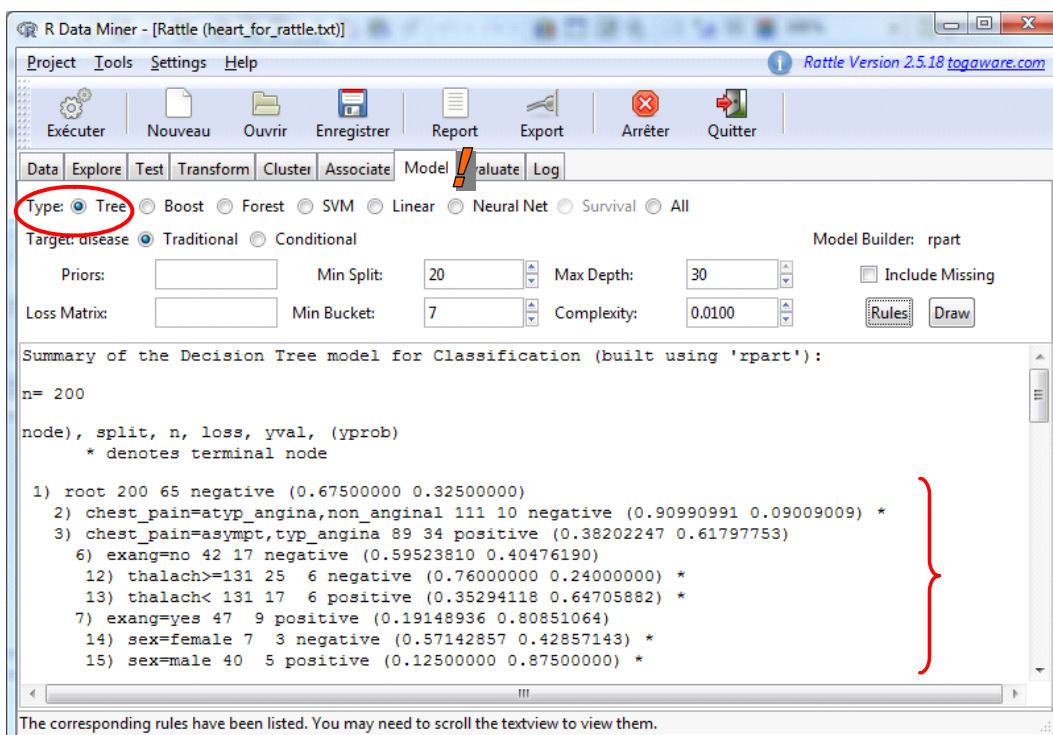 R Data Miner - [Rattle (heart_for_rattle.txt)]
Project Tools Settings Help Rattle Version 2.5.18 togaware.com
Exécuter Nouveau Ouvrir Enregistrer Report Export Arrêter Quitter
Data Explore Test Transform Cluster Associate Model valuate Log
Type: Tree Boost Forest SVM Linear Neural Net Survival All
Target: disease Traditional Conditional Model Builder: rpart
Priors: Min Split: 20 Max Depth: 30 Include Missing
Loss Matrix: Min Bucket: 7 Complexity: 0.0100 Rules Draw
Summary of the Decision Tree model for Classification (built using 'rpart'):
n= 200
node), split, n, loss, yval, (yprob)
* denotes terminal node
1) root 200 65 negative (0.67500000 0.32500000)
2) chest_pain=atyp_angina,non_anginal 111 10 negative (0.90990991 0.09009009) *
3) chest_pain=asympt,typ_angina 89 34 positive (0.38202247 0.61797753)
6) exang=no 42 17 negative (0.59523810 0.40476190)
12) thalach>=131 25 6 negative (0.76000000 0.24000000) *
13) thalach< 131 17 6 positive (0.35294118 0.64705882) *
7) exang=yes 47 9 positive (0.19148936 0.80851064)
14) sex=female 7 3 negative (0.57142857 0.42857143) *
15) sex=male 40 5 positive (0.12500000 0.87500000) *
The corresponding rules have been listed. You may need to scroll the textview to view them.